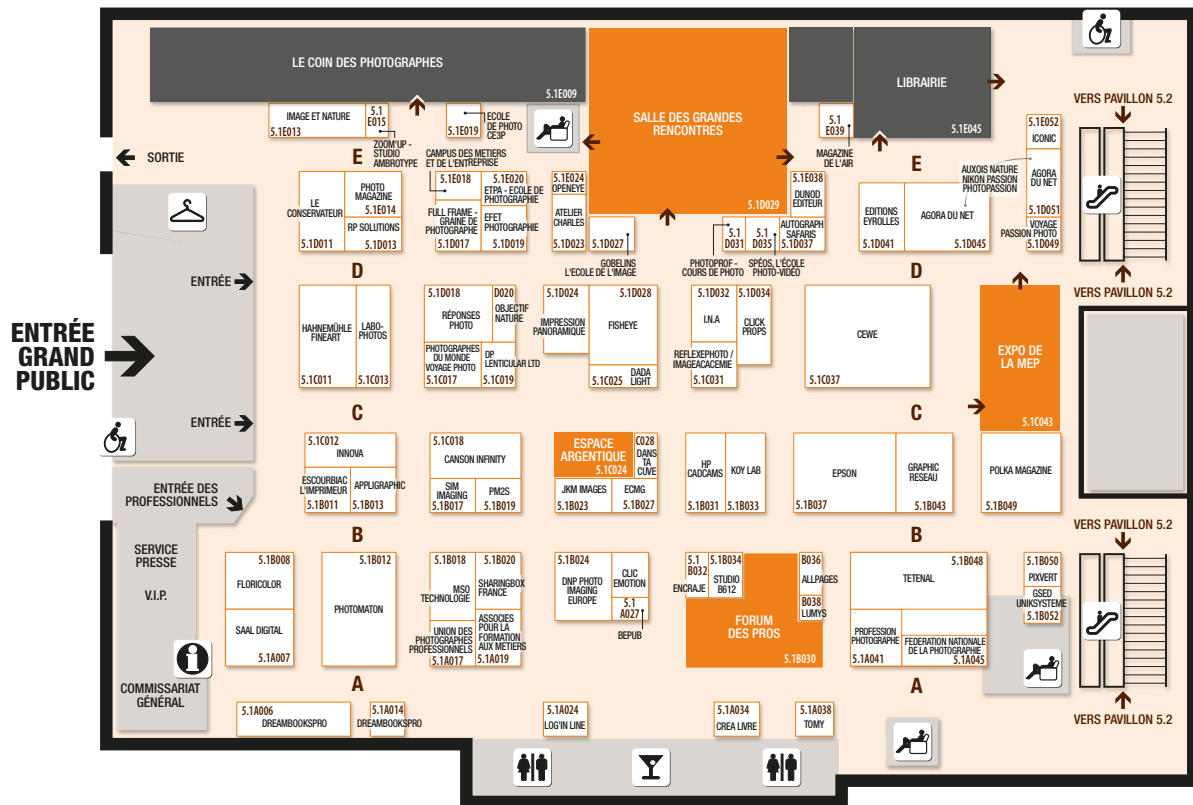 LE COIN DES PHOTOGRAPHES
5.1E009
SALLE DES GRANDES
RENCONTRES
5.1D029
LIBRAIRIE
5.1E045
VERS PAVILLON 5.2
IMAGE ET NATURE
5.1E013
5.1
E015
ZOOM'UP -
STUDIO
AMBROTYPE
5.1E019
ECOLE
DE PHOTO
CE3P
5.1
E039
MAGAZINE
DE L'AIR
5.1E052
ICONIC
SORTIE
E
E
CAMPUS DES METIERS
ET DE L'ENTREPRISE
AUXOIS NATURE
NIKON PASSION
PHOTOPASSION
AGORA
DU NET
5.1D051
VOYAGE
PASSION PHOTO
5.1D049
LE
CONSERVATEUR
5.1D011
PHOTO
MAGAZINE
5.1E014
RP SOLUTIONS
5.1D013
5.1E018
FULL FRAME -
GRAINE DE
PHOTOGRAPHE
5.1D017
5.1E020
ETPA - ECOLE DE
PHOTOGRAPHIE
EFET
PHOTOGRAPHIE
5.1D019
5.1E024
OPENEYE
ATELIER
CHARLES
5.1D023
5.1D027
GOBELINS
L'ECOLE DE L'IMAGE
5.1
D031
PHOTOPROF -
COURS DE PHOTO
5.1
D035
SPÉOS, L'ÉCOLE
PHOTO-VIDÉO
5.1E038
DUNOD
EDITEUR
AUTOGRAPH
SAFARIS
5.1D037
EDITIONS
EYROLLES
5.1D041
AGORA DU NET
5.1D045
D
D
VERS PAVILLON 5.2
ENTRÉE
ENTRÉE
GRAND
PUBLIC
HAHNEMÜHLE
FINEART
5.1C011
LABO-
PHOTOS
5.1C013
5.1D018
RÉPONSES
PHOTO
D020
OBJECTIF
NATURE
PHOTOGRAPHES
DU MONDE
VOYAGE PHOTO
5.1C017
DP
LENTICULAR LTD
5.1C019
5.1D024
IMPRESSION
PANORAMIQUE
5.1D028
FISHEYE
5.1C025
DADA
LIGHT
5.1D032
I.N.A
REFLEXEPHOTO /
IMAGEACACEMIE
5.1C031
5.1D034
CLICK
PROPS
CEWE
5.1C037
EXPO DE
LA MEP
5.1C043
ENTRÉE
C
C
5.1C012
INNOVA
ESCOURBIAC
L'IMPRIMEUR
5.1B011
APPLIGRAPHIC
5.1B013
5.1C018
CANSON INFINITY
SIM
IMAGING
5.1B017
PM2S
5.1B019
ESPACE
ARGENTIQUE
5.1C024
C028
DANS
TA
CUVE
JKM IMAGES
5.1B023
ECMG
5.1B027
HP
CADCAMS
5.1B031
KOY LAB
5.1B033
EPSON
5.1B037
GRAPHIC
RESEAU
5.1B043
POLKA MAGAZINE
5.1B049
ENTRÉE DES
PROFESSIONNELS
B
B
VERS PAVILLON 5.2
SERVICE
PRESSE
V.I.P.
COMMISSARIAT
GÉNÉRAL
5.1B008
FLORICOLOR
SAAL DIGITAL
5.1A007
5.1B012
PHOTOMATON
5.1B018
MSO
TECHNOLOGIE
UNION DES
PHOTOGRAPHES
PROFESSIONNELS
5.1A017
5.1B020
SHARINGBOX
FRANCE
ASSOCIES
POUR LA
FORMATION
AUX METIERS
5.1A019
5.1B024
DNP PHOTO
IMAGING
EUROPE
CLIC
EMOTION
5.1
A027
BEPUB
5.1
B032
ENCRAJE
5.1B034
STUDIO
B612
FORUM
DES PROS
5.1B030
B036
ALLPAGES
B038
LUMYS
5.1B048
TETENAL
PROFESSION
PHOTOGRAPHE
5.1A041
FEDERATION NATIONALE
DE LA PHOTOGRAPHIE
5.1A045
5.1B050
PIXVERT
GSED
UNIKSYSTEME
5.1B052
A
A
VERS PAVILLON 5.2
5.1A006
DREAMBOOKSPRO
5.1A014
DREAMBOOKSPRO
5.1A024
LOG'IN LINE
5.1A034
CREA LIVRE
5.1A038
TOMY